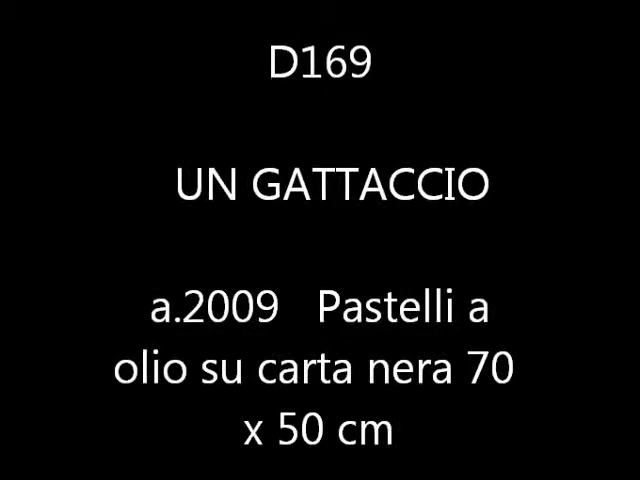 D169
UN GATTACCIO
a.2009 Pastelli a
olio su carta nera 70
x 50 cm